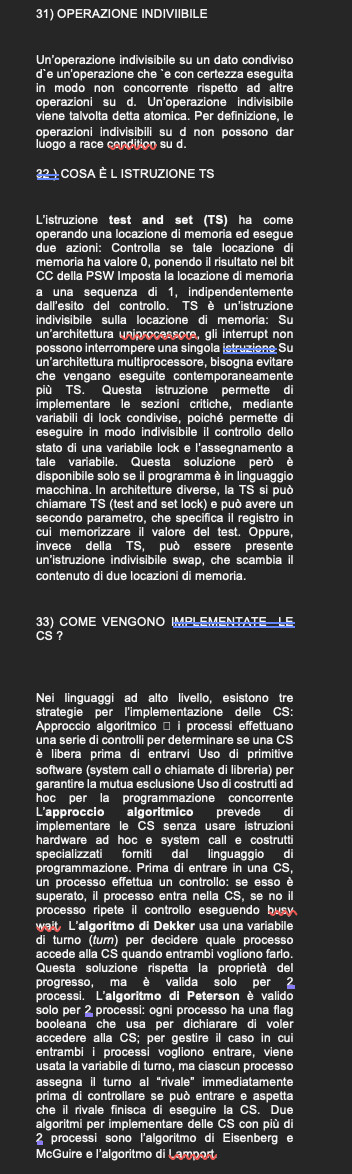 31) OPERAZIONE INDIVIIBILE
Un'operazione indivisibile su un dato condiviso
d`e un'operazione che `e con certezza eseguita
in modo non concorrente rispetto ad altre
operazioni su d. Un'operazione indivisibile
viene talvolta detta atomica. Per definizione, le
operazioni indivisibili su d non possono dar
luogo a race condition su d.
32 ) COSA È L ISTRUZIONE TS
L'istruzione test and set (TS) ha come
operando una locazione di memoria ed esegue
due azioni: Controlla se tale locazione di
memoria ha valore 0, ponendo il risultato nel bit
CC della PSW Imposta la locazione di memoria
a una sequenza di 1, indipendentemente
dall'esito del controllo. TS è un'istruzione
indivisibile sulla locazione di memoria: Su
un'architettura uniprocessore, gli interrupt non
possono interrompere una singola istruzione Su
un'architettura multiprocessore, bisogna evitare
che vengano eseguite contemporaneamente
più TS. Questa istruzione permette di
implementare le sezioni critiche, mediante
variabili di lock condivise, poiché permette di
eseguire in modo indivisibile il controllo dello
stato di una variabile lock e l'assegnamento a
tale variabile. Questa soluzione però è
disponibile solo se il programma è in linguaggio
macchina. In architetture diverse, la TS si può
chiamare TS (test and set lock) e può avere un
secondo parametro, che specifica il registro in
cui memorizzare il valore del test. Oppure,
invece della TS, può essere presente
un'istruzione indivisibile swap, che scambia il
contenuto di due locazioni di memoria.
33) COME VENGONO IMPLEMENTATE LE
CS ?
Nei linguaggi ad alto livello, esistono tre
strategie per l'implementazione delle CS:
Approccio algoritmico □ i processi effettuano
una serie di controlli per determinare se una CS
è libera prima di entrarvi Uso di primitive
software (system call o chiamate di libreria) per
garantire la mutua esclusione Uso di costrutti ad
hoc per la programmazione concorrente
L'approccio algoritmico prevede di
implementare le CS senza usare istruzioni
hardware ad hoc e system call e costrutti
specializzati forniti dal linguaggio di
programmazione. Prima di entrare in una CS,
un processo effettua un controllo: se esso è
superato, il processo entra nella CS, se no il
processo ripete il controllo eseguendo busy
wait. L'algoritmo di Dekker usa una variabile
di turno (turn) per decidere quale processo
accede alla CS quando entrambi vogliono farlo.
Questa soluzione rispetta la proprietà del
progresso, ma è valida solo per 2
processi. L'algoritmo di Peterson è valido
solo per 2 processi: ogni processo ha una flag
booleana che usa per dichiarare di voler
accedere alla CS; per gestire il caso in cui
entrambi i processi vogliono entrare, viene
usata la variabile di turno, ma ciascun processo
assegna il turno al "rivale" immediatamente
prima di controllare se può entrare e aspetta
che il rivale finisca di eseguire la CS. Due
algoritmi per implementare delle CS con più di
2 processi sono l'algoritmo di Eisenberg e
McGuire e l'algoritmo di Lamport.